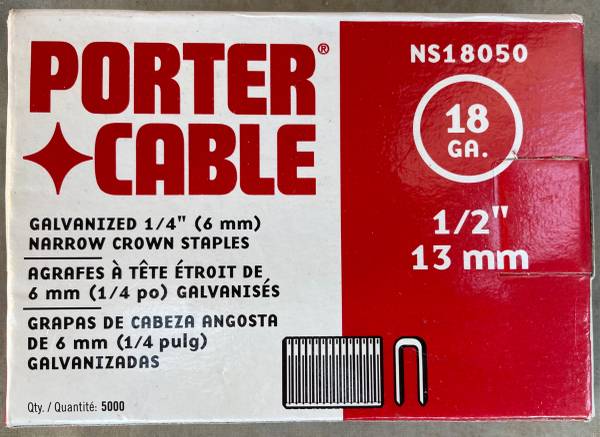 PORTER®
CABLE
GALVANIZED 1/4" (6 mm)
NARROW CROWN STAPLES
AGRAFES À TÊTE ÉTROIT DE
6 mm (1/4 po) GALVANISÉS
GRAPAS DE CABEZA ANGOSTA
DE 6 mm (1/4 pulg)
GALVANIZADAS
Qty. / Quantité: 5000
NS18050
18
GA.
1/2"
13 mm